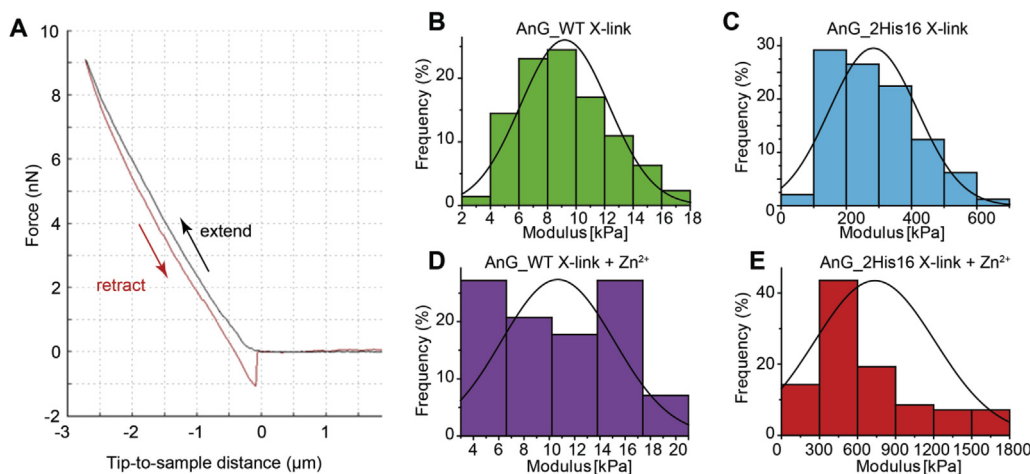 A
10
8
6
4
2
0
-2
Force (nN)
extend
retract
-3
-2
-1
0
1
Tip-to-sample distance (µm)
B
AnG_WT X-link
Frequency (%)
20
10
0
2 4 6 8 10 12 14 16 18
Modulus [kPa]
C
AnG_2His16 X-link
Frequency (%)
30
20
10
0
0 200 400 600
Modulus [kPa]
D
AnG_WT X-link + Zn²⁺
Frequency (%)
20
10
0
4 6 8 10 12 14 16 18 20
Modulus [kPa]
E
AnG_2His16 X-link + Zn²⁺
Frequency (%)
40
20
0
0 300 600 900 1200 1500 1800
Modulus [kPa]